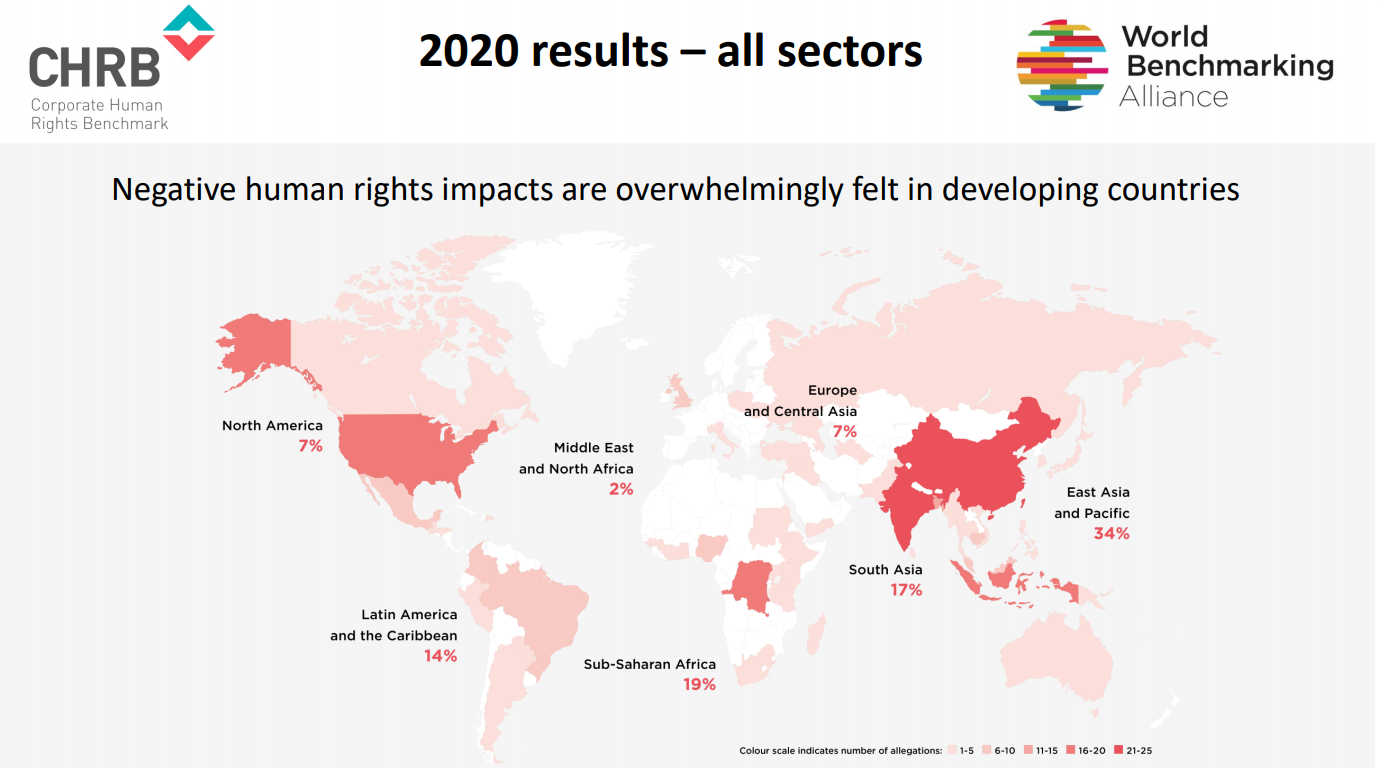 CHRB
Corporate Human
Rights Benchmark
2020 results – all sectors
World
Benchmarking
Alliance
Negative human rights impacts are overwhelmingly felt in developing countries
North America
7%
Middle East
and North Africa
2%
Europe
and Central Asia
7%
East Asia
and Pacific
34%
South Asia
17%
Latin America
and the Caribbean
14%
Sub-Saharan Africa
19%
Colour scale indicates number of allegations: 1-5 6-10 11-15 16-20 21-25